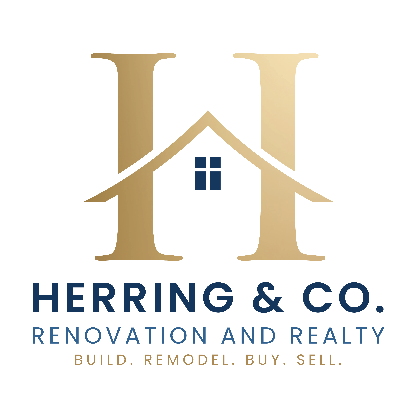 H
HERRING & CO.
RENOVATION AND REALTY
BUILD. REMODEL. BUY. SELL.